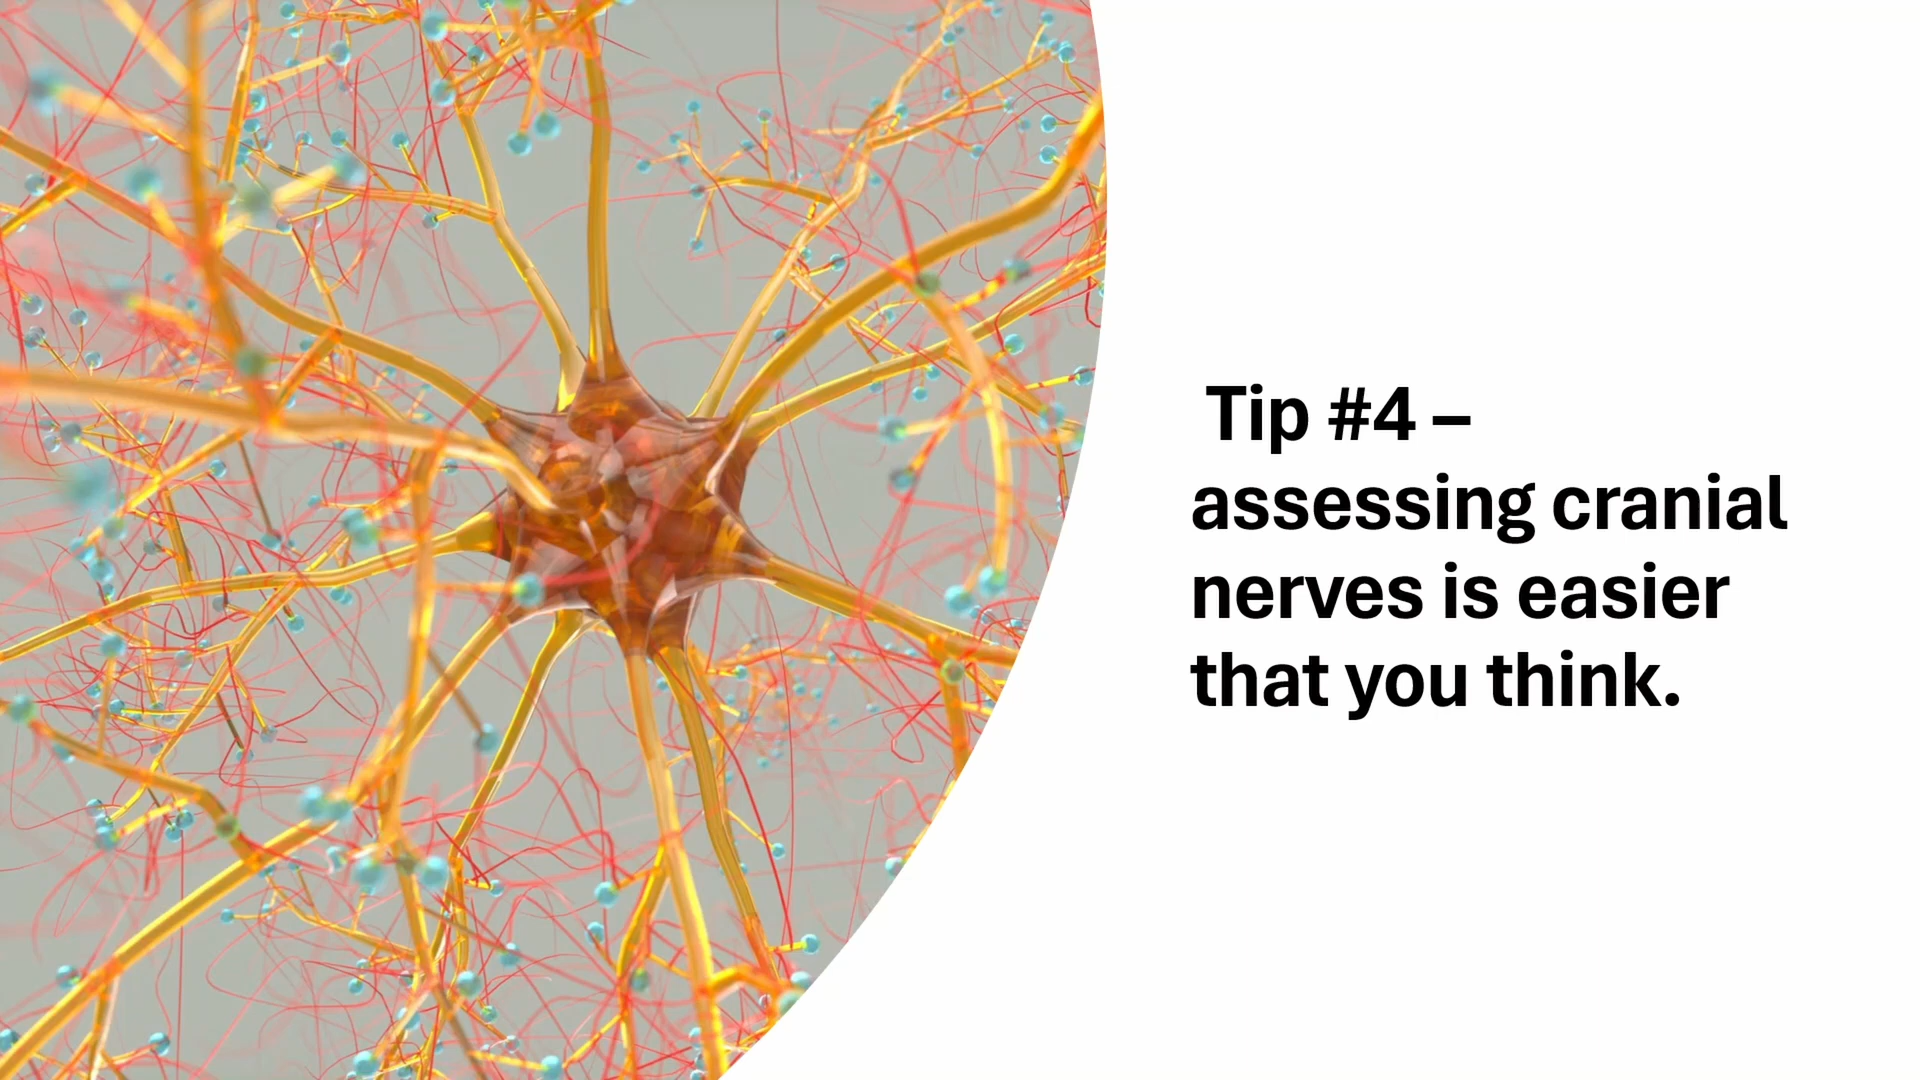 Tip #4 –
assessing cranial
nerves is easier
that you think.